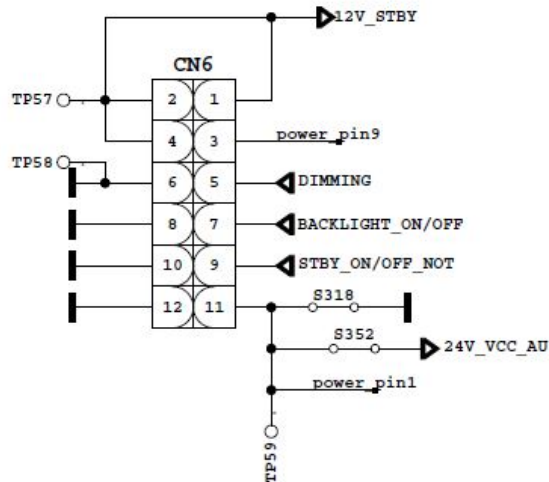 12V_STBY
CN6
TP57
2 1
4 3 power_pin9
TP58
6 5 DIMMING
8 7 BACKLIGHT_ON/OFF
10 9 STBY_ON/OFF_NOT
12 11 S318
S352
24V_VCC_AU
power_pin1
TP59